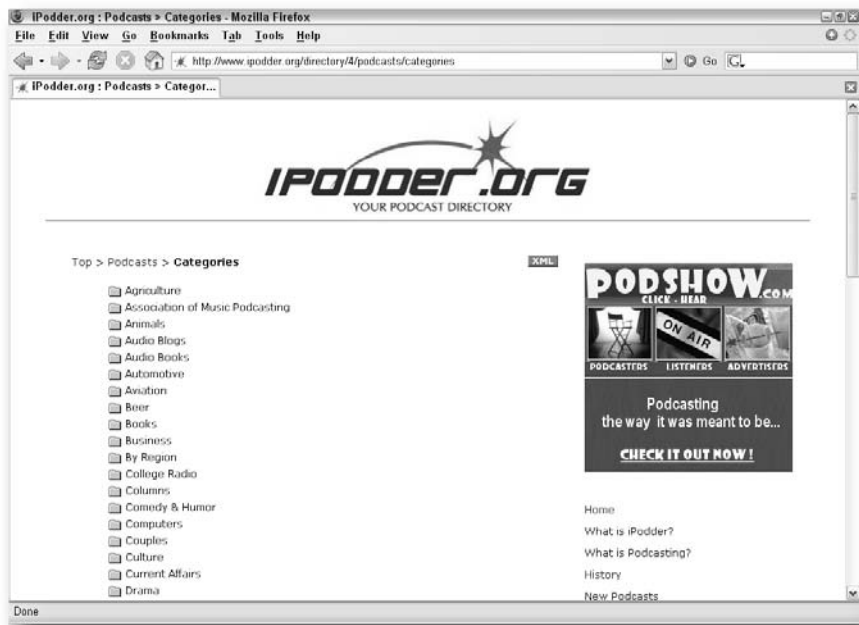 iPodder.org : Podcasts > Categories - Mozilla Firefox
File Edit View Go Bookmarks Tab Tools Help
http://www.ipodder.org/directory/4/podcasts/categories
Go
G
iPodder.org : Podcasts > Categor...
iPODDer.org
YOUR PODCAST DIRECTORY
Top > Podcasts > Categories
XML
Agriculture
Association of Music Podcasting
Animals
Audio Blogs
Audio Books
Automotive
Aviation
Beer
Books
Business
By Region
College Radio
Columns
Comedy & Humor
Computers
Couples
Culture
Current Affairs
Drama
PODSHOW.COM
CLICK - HEAR
ON AIR
PODCASTERS LISTENERS ADVERTISERS
Podcasting
the way it was meant to be...
CHECK IT OUT NOW!
Home
What is iPodder?
What is Podcasting?
History
New Podcasts
Done